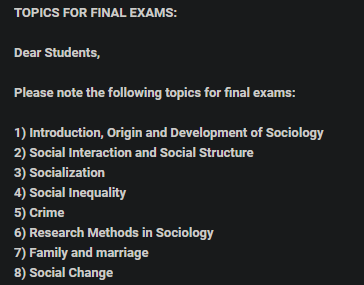 TOPICS FOR FINAL EXAMS:
Dear Students,
Please note the following topics for final exams:
1) Introduction, Origin and Development of Sociology
2) Social Interaction and Social Structure
3) Socialization
4) Social Inequality
5) Crime
6) Research Methods in Sociology
7) Family and marriage
8) Social Change